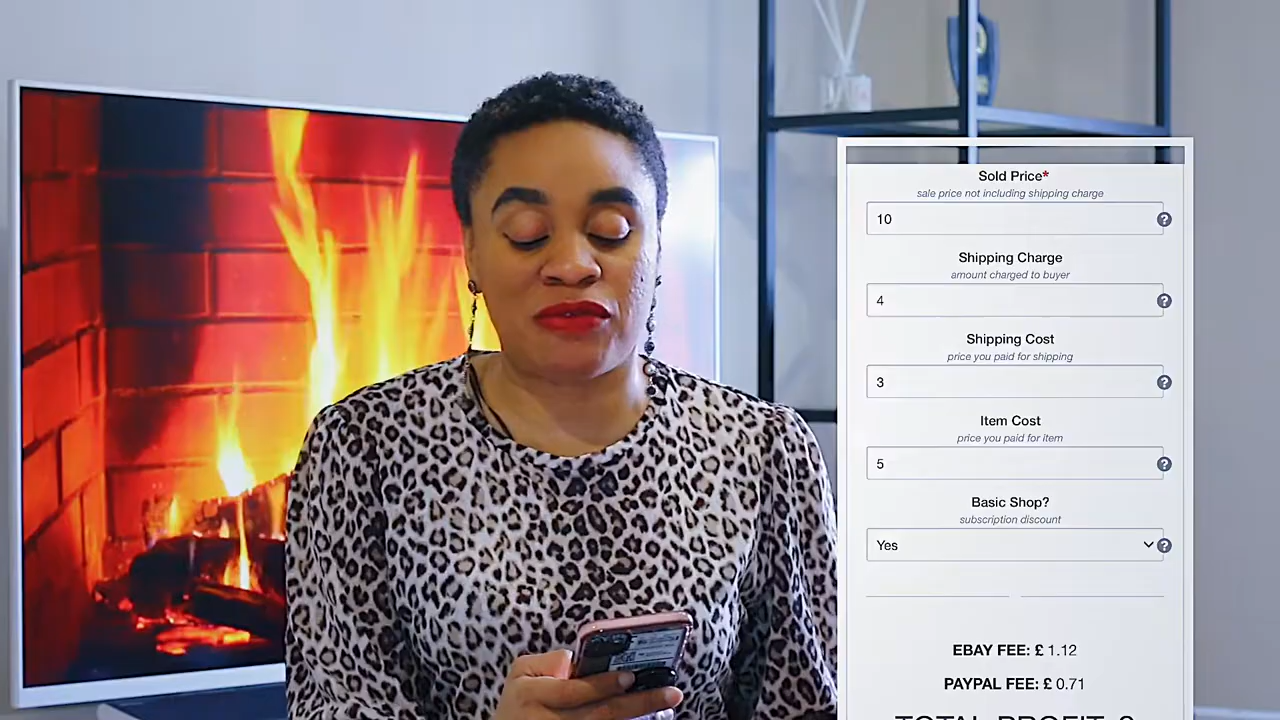 Sold Price*
sale price not including shipping charge
10
?
Shipping Charge
amount charged to buyer
4
?
Shipping Cost
price you paid for shipping
3
?
Item Cost
price you paid for item
5
?
Basic Shop?
subscription discount
Yes
?
EBAY FEE: £ 1.12
PAYPAL FEE: £ 0.71
TOTAL PROFIT: £